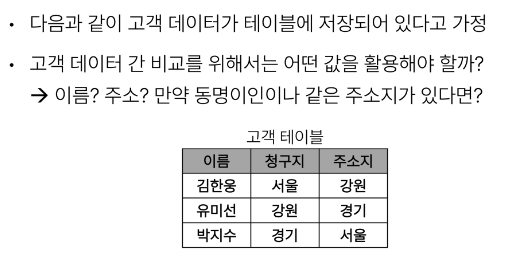 • 다음과 같이 고객 데이터가 테이블에 저장되어 있다고 가정
• 고객 데이터 간 비교를 위해서는 어떤 값을 활용해야 할까?
→ 이름? 주소? 만약 동명이인이나 같은 주소지가 있다면?
고객 테이블
이름 청구지 주소지
김한웅 서울 강원
유미선 강원 경기
박지수 경기 서울